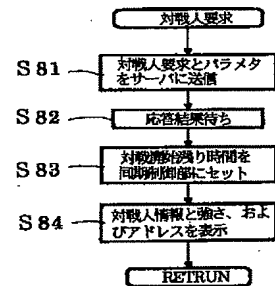 対戦人要求
S81
対戦人要求とパラメタ
をサーバに送信
S82
応答結果待ち
S83
対戦開始残り時間を
同期制御部にセット
S84
対戦人情報と強さ、およ
びアドレスを表示
RETRUN